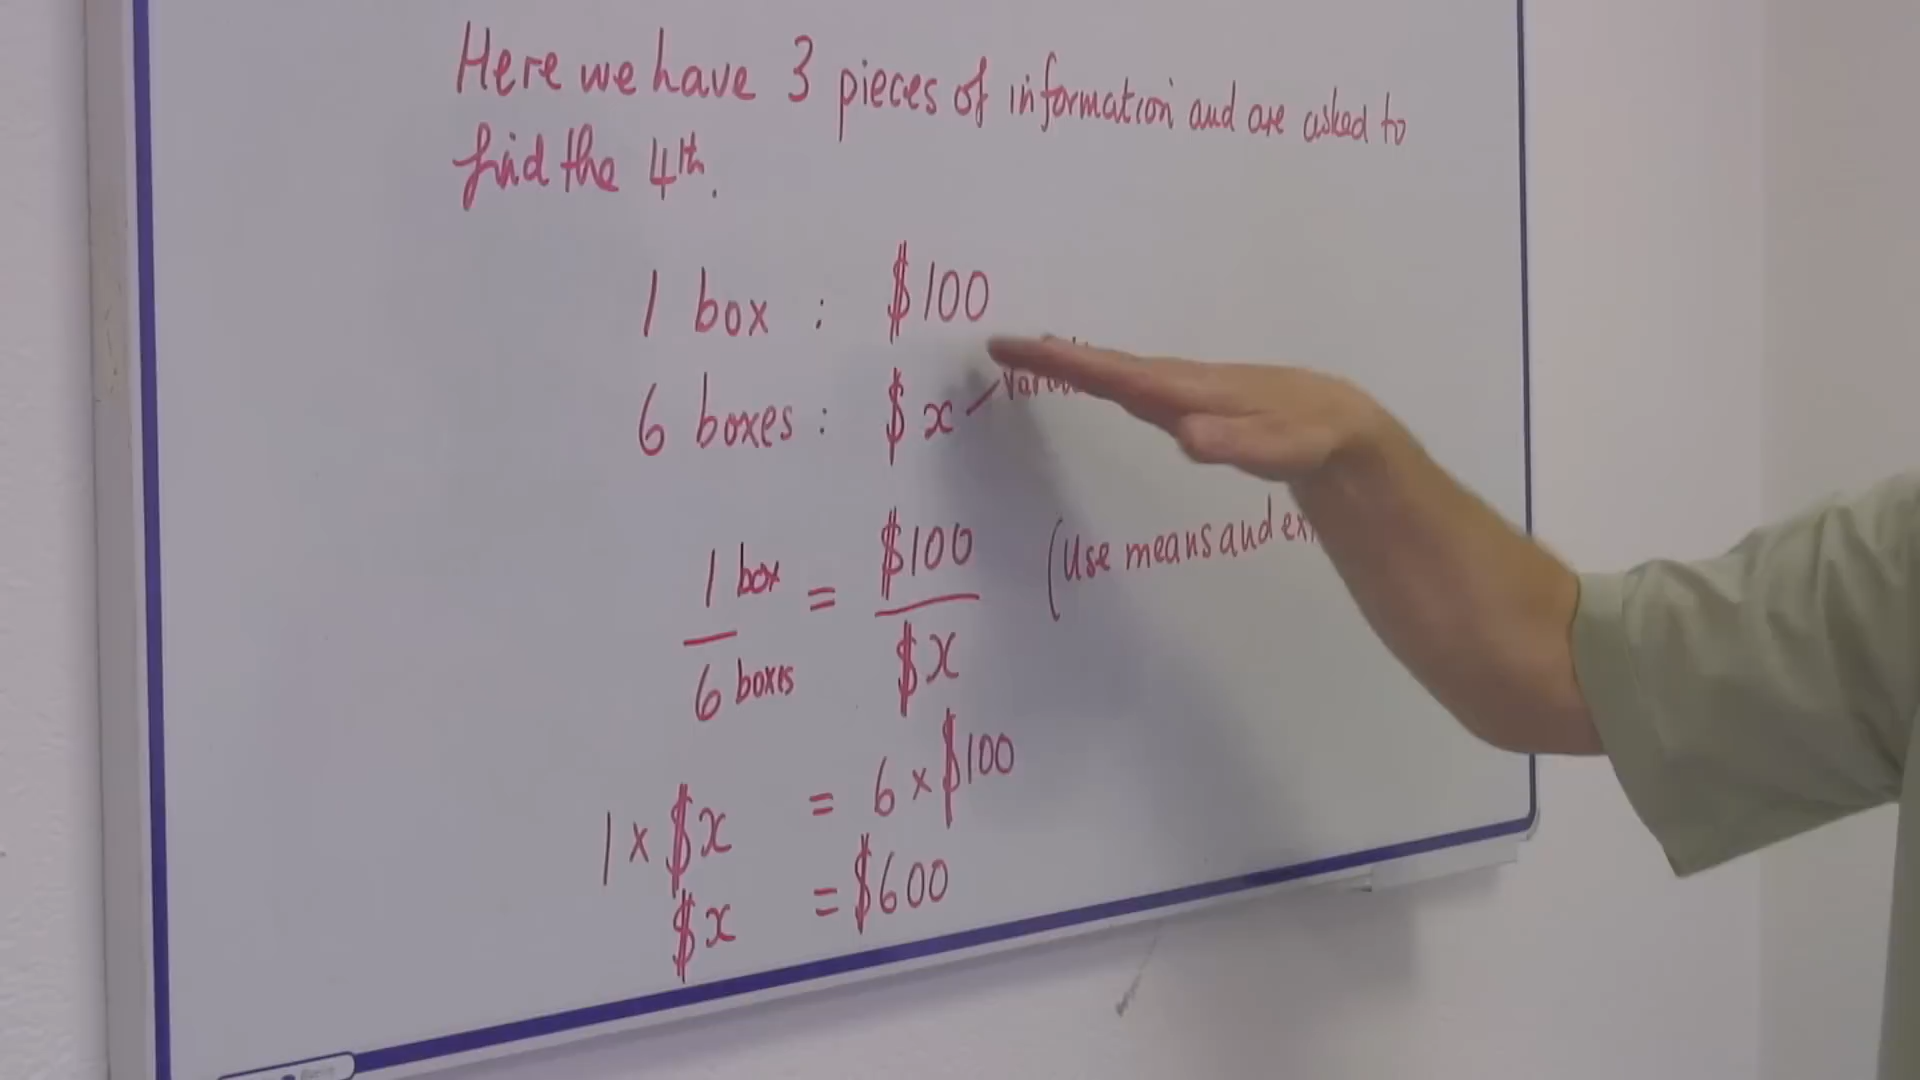 Here we have 3 pieces of information and are asked to
find the 4th.
1 box : $100
6 boxes : $ x
1 box = $100
6 boxes $x
(Use means and
1 × $x = 6 × $100
$x = $600